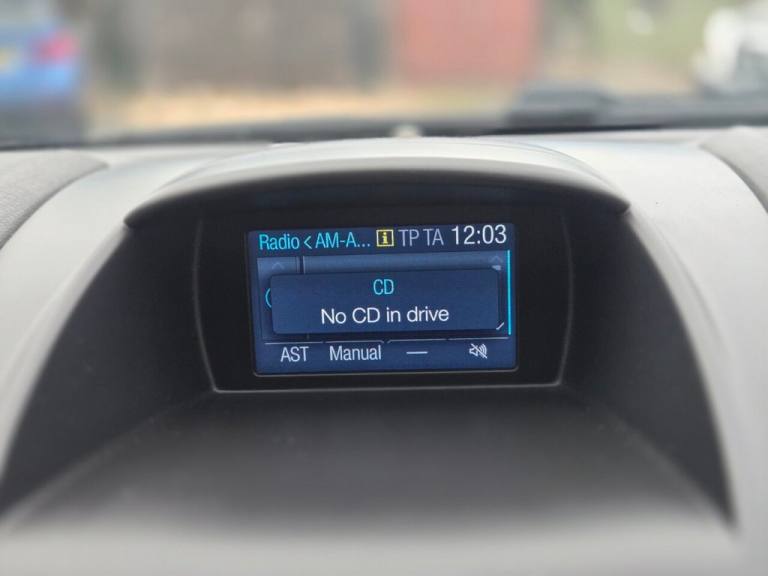 Radio < AM-A... i TP TA 12:03
CD
No CD in drive
AST Manual —